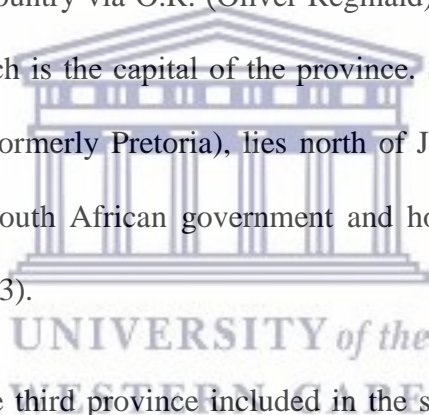 ountry via O.R. (Oliver Reginald)
ch is the capital of the province.
ormerly Pretoria), lies north of J
outh African government and ho
3).
UNIVERSITY of the
e third province included in the s
WESTERN CAPE